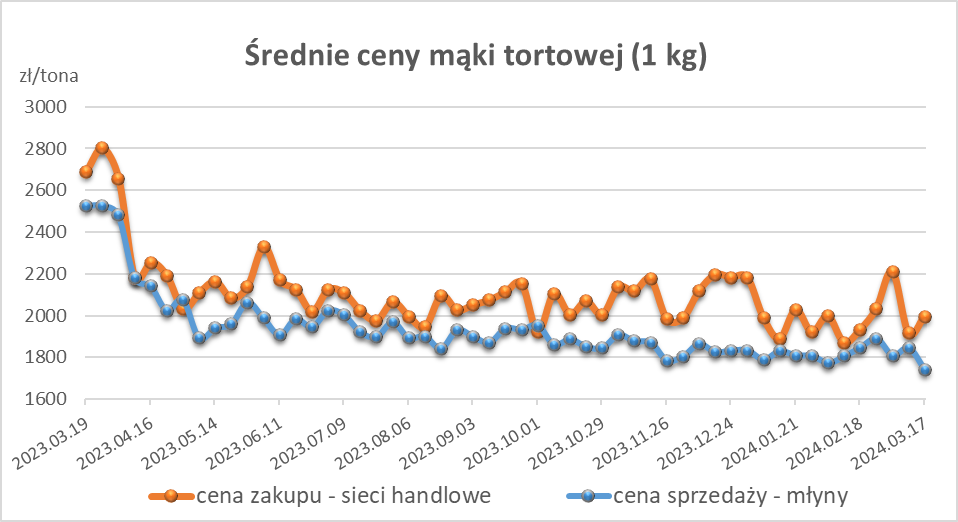 Średnie ceny mąki tortowej (1 kg)
zł/tona
3000
2800
2600
2400
2200
2000
1800
1600
2023.03.19 2023.04.16 2023.05.14 2023.06.11 2023.07.09 2023.08.06 2023.09.03 2023.10.01 2023.10.29 2023.11.26 2023.12.24 2024.01.21 2024.02.18 2024.03.17
cena zakupu - sieci handlowe cena sprzedaży - młyny